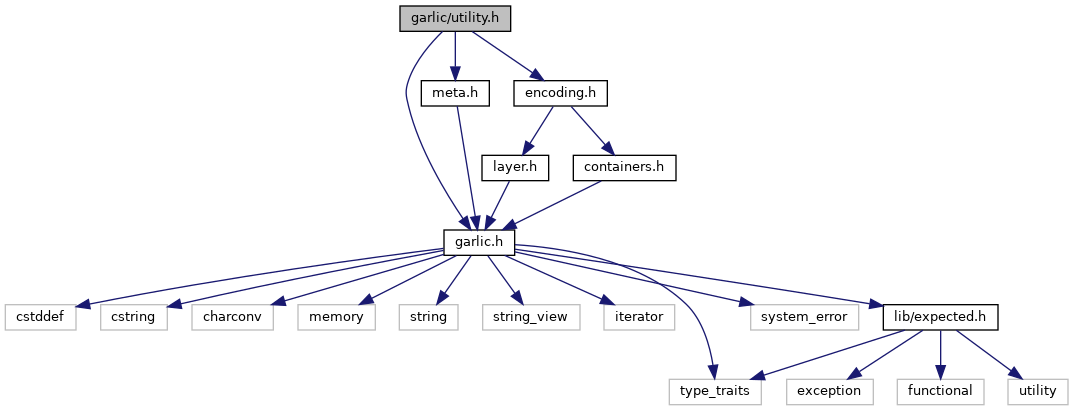 garlic/utility.h
meta.h
encoding.h
layer.h
containers.h
garlic.h
cstddef
cstring
charconv
memory
string
string_view
iterator
system_error
lib/expected.h
type_traits
exception
functional
utility